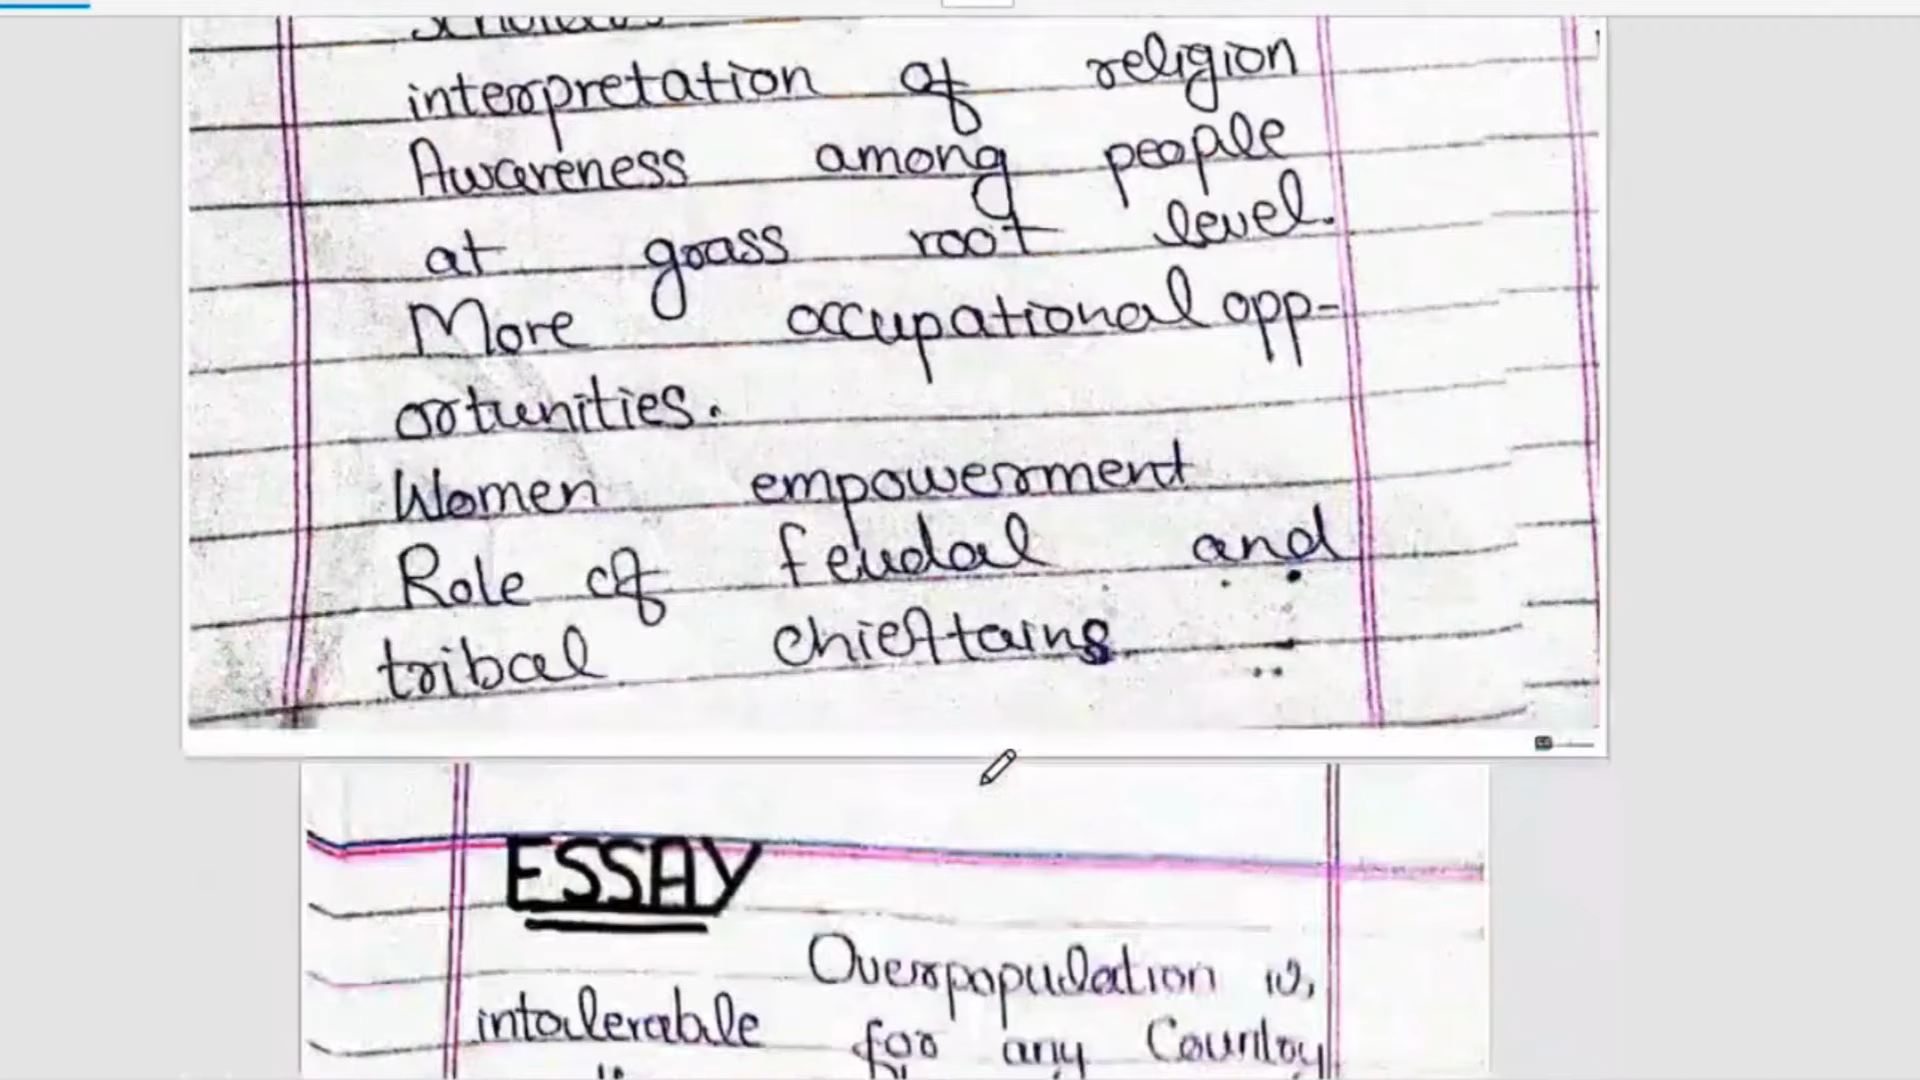 interpretation of religion
Awareness among people
at grass root level.
More occupational opp-
ortunities.
Women empowerment
Role of feudal and
tribal chieftains
ESSAY
Overpopulation is,
intolerable for any Country